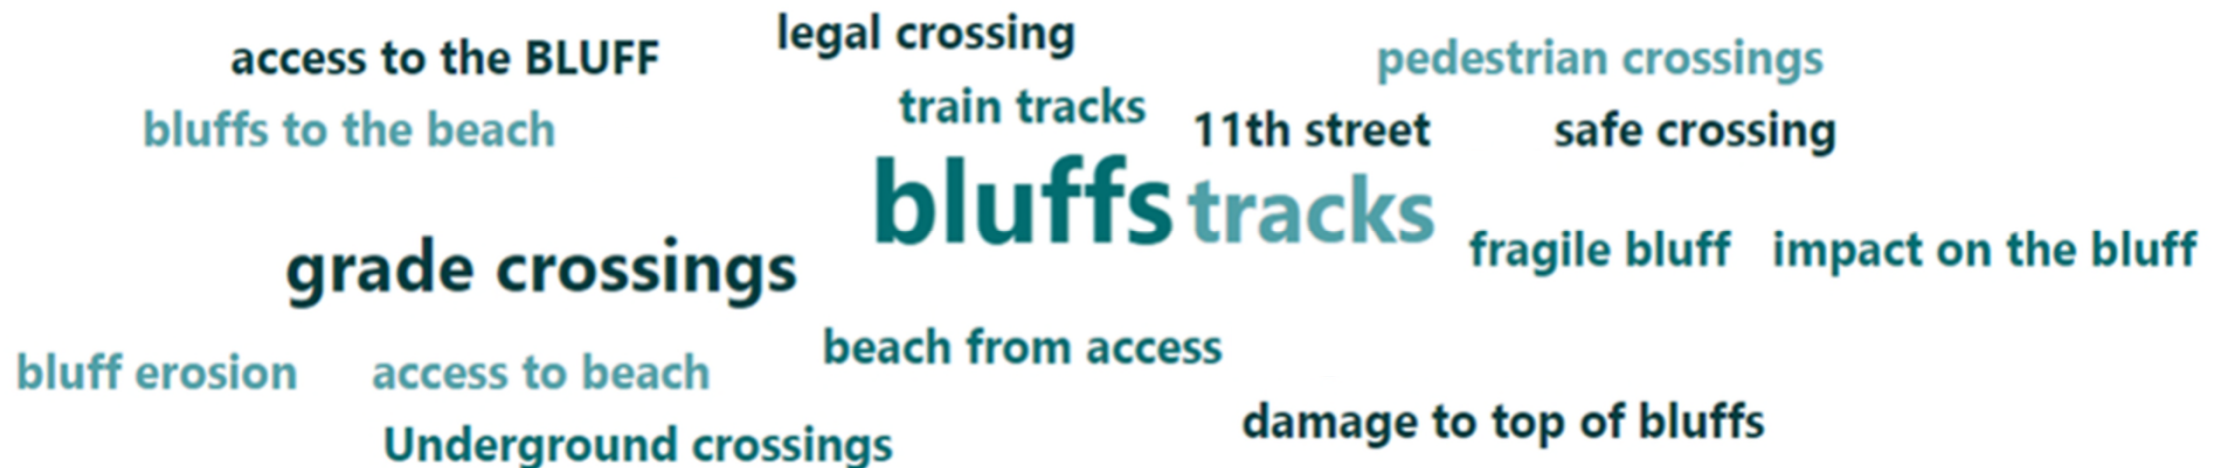 legal crossing
access to the BLUFF
pedestrian crossings
train tracks
bluffs to the beach
11th street
safe crossing
bluffs
tracks
fragile bluff
impact on the bluff
grade crossings
beach from access
bluff erosion
access to beach
damage to top of bluffs
Underground crossings